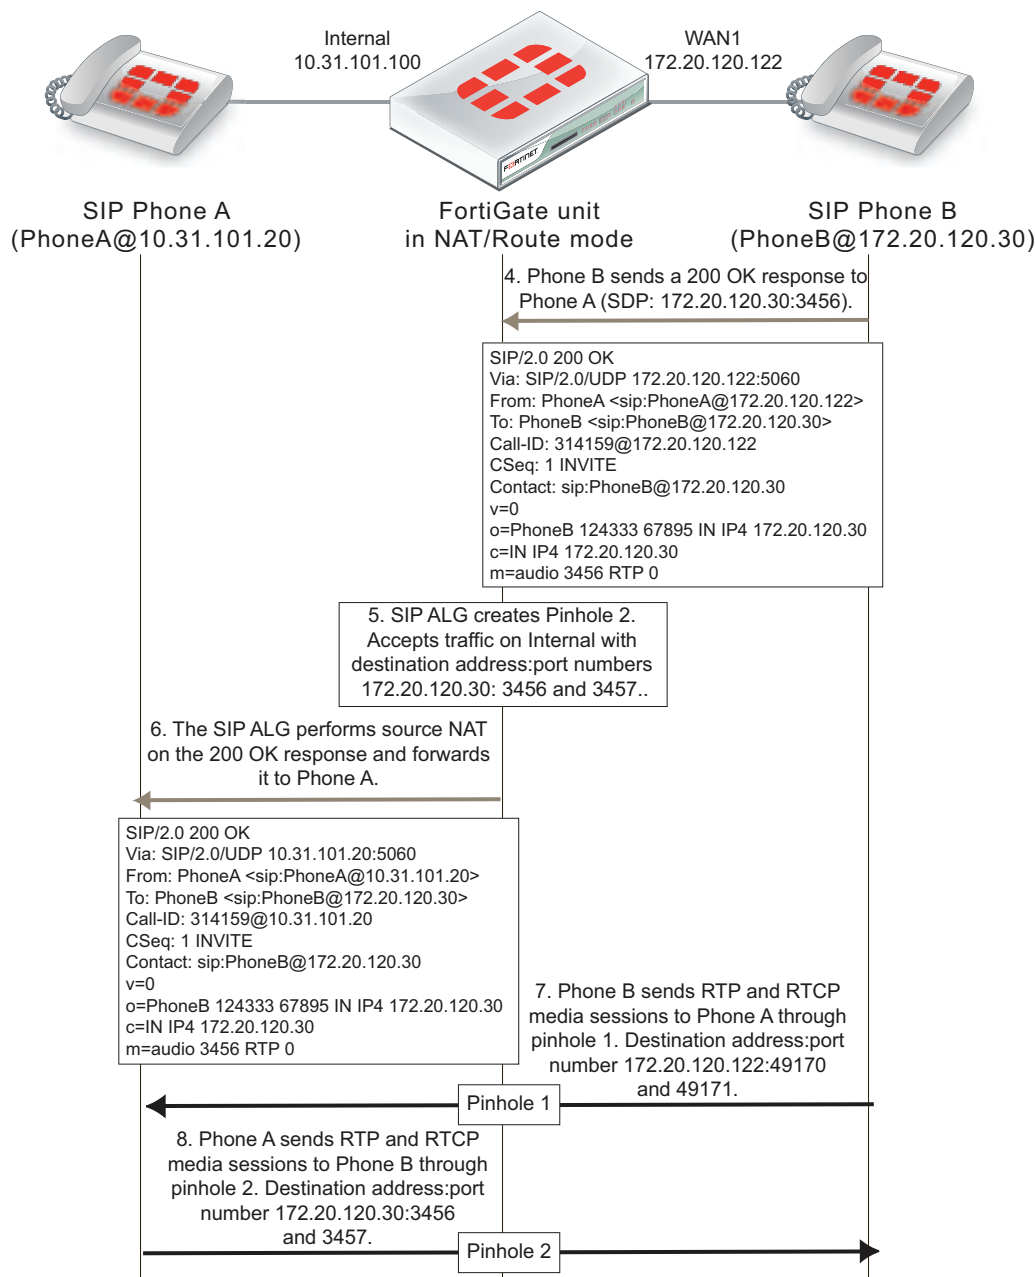 Internal
10.31.101.100
WAN1
172.20.120.122
FORTINET
SIP Phone A
(PhoneA@10.31.101.20)
FortiGate unit
in NAT/Route mode
SIP Phone B
(PhoneB@172.20.120.30)
4. Phone B sends a 200 OK response to
Phone A (SDP: 172.20.120.30:3456).
SIP/2.0 200 OK
Via: SIP/2.0/UDP 172.20.120.122:5060
From: PhoneA <sip:PhoneA@172.20.120.122>
To: PhoneB <sip:PhoneB@172.20.120.30>
Call-ID: 314159@172.20.120.122
CSeq: 1 INVITE
Contact: sip:PhoneB@172.20.120.30
v=0
o=PhoneB 124333 67895 IN IP4 172.20.120.30
c=IN IP4 172.20.120.30
m=audio 3456 RTP 0
5. SIP ALG creates Pinhole 2.
Accepts traffic on Internal with
destination address:port numbers
172.20.120.30: 3456 and 3457..
6. The SIP ALG performs source NAT
on the 200 OK response and forwards
it to Phone A.
SIP/2.0 200 OK
Via: SIP/2.0/UDP 10.31.101.20:5060
From: PhoneA <sip:PhoneA@10.31.101.20>
To: PhoneB <sip:PhoneB@172.20.120.30>
Call-ID: 314159@10.31.101.20
CSeq: 1 INVITE
Contact: sip:PhoneB@172.20.120.30
v=0
o=PhoneB 124333 67895 IN IP4 172.20.120.30
c=IN IP4 172.20.120.30
m=audio 3456 RTP 0
7. Phone B sends RTP and RTCP
media sessions to Phone A through
pinhole 1. Destination address:port
number 172.20.120.122:49170
and 49171.
Pinhole 1
8. Phone A sends RTP and RTCP
media sessions to Phone B through
pinhole 2. Destination address:port
number 172.20.120.30:3456
and 3457.
Pinhole 2